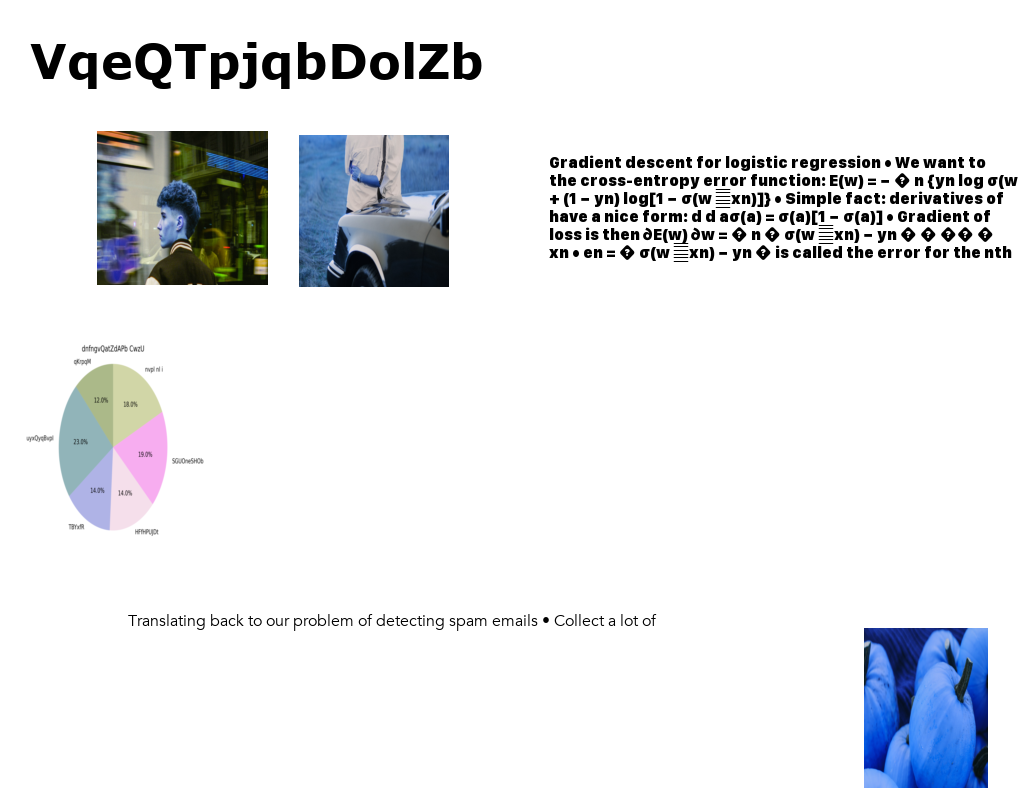 VqeQTpjqbDolZb
Gradient descent for logistic regression • We want to
the cross-entropy error function: E(w) = − � n {yn log σ(w
+ (1 − yn) log[1 − σ(w xn)]} • Simple fact: derivatives of
have a nice form: d d aσ(a) = σ(a)[1 − σ(a)] • Gradient of
loss is then ∂E(w) ∂w = � n � σ(w xn) − yn � � � � �
xn • en = � σ(w xn) − yn � is called the error for the nth
dnfngvQatZdAPb CwzU
qKrpqM
nvpI nl i
12.0%
18.0%
uyxQyqBvpl
23.0%
19.0%
SGUOneSHOb
14.0%
14.0%
TBYxfR
Translating back to our problem of detecting spam emails • Collect a lot of